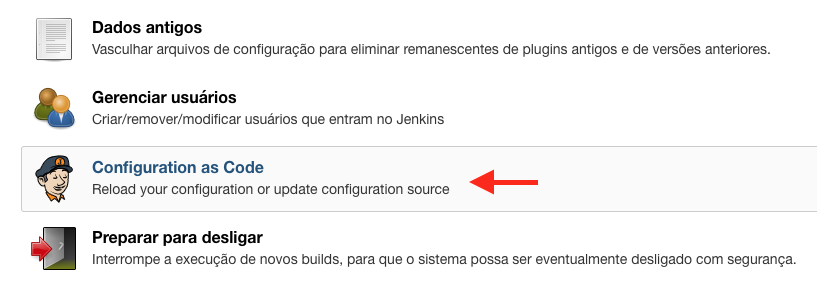 Dados antigos
Vasculhar arquivos de configuração para eliminar remanescentes de plugins antigos e de versões anteriores.
Gerenciar usuários
Criar/remover/modificar usuários que entram no Jenkins
Configuration as Code
Reload your configuration or update configuration source
Preparar para desligar
Interrompe a execução de novos builds, para que o sistema possa ser eventualmente desligado com segurança.